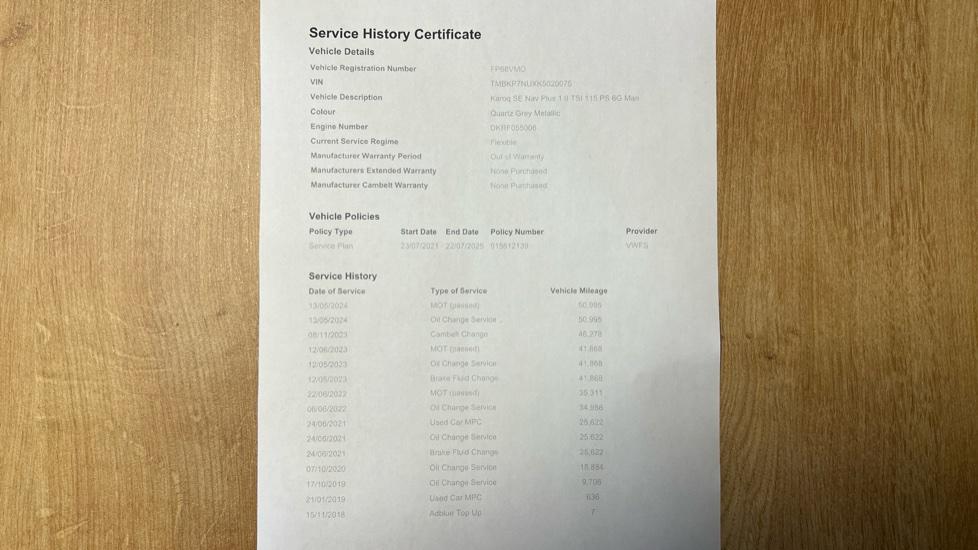 Service History Certificate
Vehicle Details
Vehicle Registration Number FP68VMO
VIN TMBKP7NUXK5020075
Vehicle Description Karoq SE Nav Plus 1.0 TSI 115 PS 6G Man
Colour Quartz Grey Metallic
Engine Number DKRF055006
Current Service Regime Flexible
Manufacturer Warranty Period Out of Warranty
Manufacturers Extended Warranty None Purchased
Manufacturer Cambelt Warranty None Purchased
Vehicle Policies
Policy Type Start Date End Date Policy Number Provider
Service Plan 23/07/2021 22/07/2025 VWFS
Service History
Date of Service Type of Service Vehicle Mileage
13/05/2024 MOT (passed) 50,995
13/05/2024 Oil Change Service 50,995
08/11/2023 Cambelt Change 46,278
12/06/2023 MOT (passed) 41,868
12/05/2023 Oil Change Service 41,868
12/05/2023 Brake Fluid Change 41,868
22/06/2022 MOT (passed) 35,311
06/06/2022 Oil Change Service 34,986
24/06/2021 Used Car MPC 25,622
24/06/2021 Oil Change Service 25,622
24/06/2021 Brake Fluid Change 25,622
07/10/2020 Oil Change Service 18,884
17/10/2019 Oil Change Service 9,706
21/01/2019 Used Car MPC 636
15/11/2018 Adblue Top Up 7